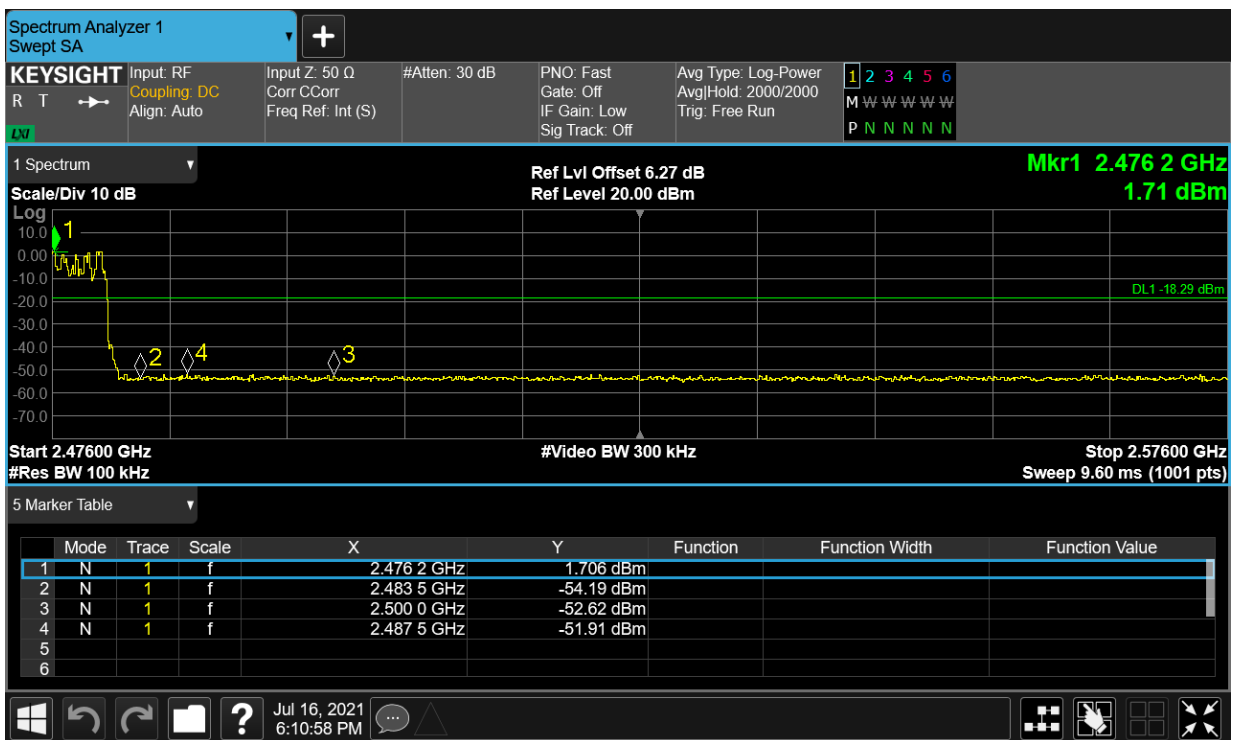 Spectrum Analyzer 1
Swept SA
KEYSIGHT
R T
LXI
Input: RF
Coupling: DC
Align: Auto
Input Z: 50 Ω
Corr CCorr
Freq Ref: Int (S)
#Atten: 30 dB
PNO: Fast
Gate: Off
IF Gain: Low
Sig Track: Off
Avg Type: Log-Power
Avg|Hold: 2000/2000
Trig: Free Run
1 2 3 4 5 6
M W W W W W
P N N N N N
1 Spectrum
Scale/Div 10 dB
Ref Lvl Offset 6.27 dB
Ref Level 20.00 dBm
Mkr1 2.476 2 GHz
1.71 dBm
Log
10.0
0.00
-10.0
-20.0
-30.0
-40.0
-50.0
-60.0
-70.0
1
2
4
3
DL1 -18.29 dBm
Start 2.47600 GHz
#Res BW 100 kHz
#Video BW 300 kHz
Stop 2.57600 GHz
Sweep 9.60 ms (1001 pts)
5 Marker Table
Mode Trace Scale X Y Function Function Width Function Value
1 N 1 f 2.476 2 GHz 1.706 dBm
2 N 1 f 2.483 5 GHz -54.19 dBm
3 N 1 f 2.500 0 GHz -52.62 dBm
4 N 1 f 2.487 5 GHz -51.91 dBm
5
6
?
Jul 16, 2021
6:10:58 PM